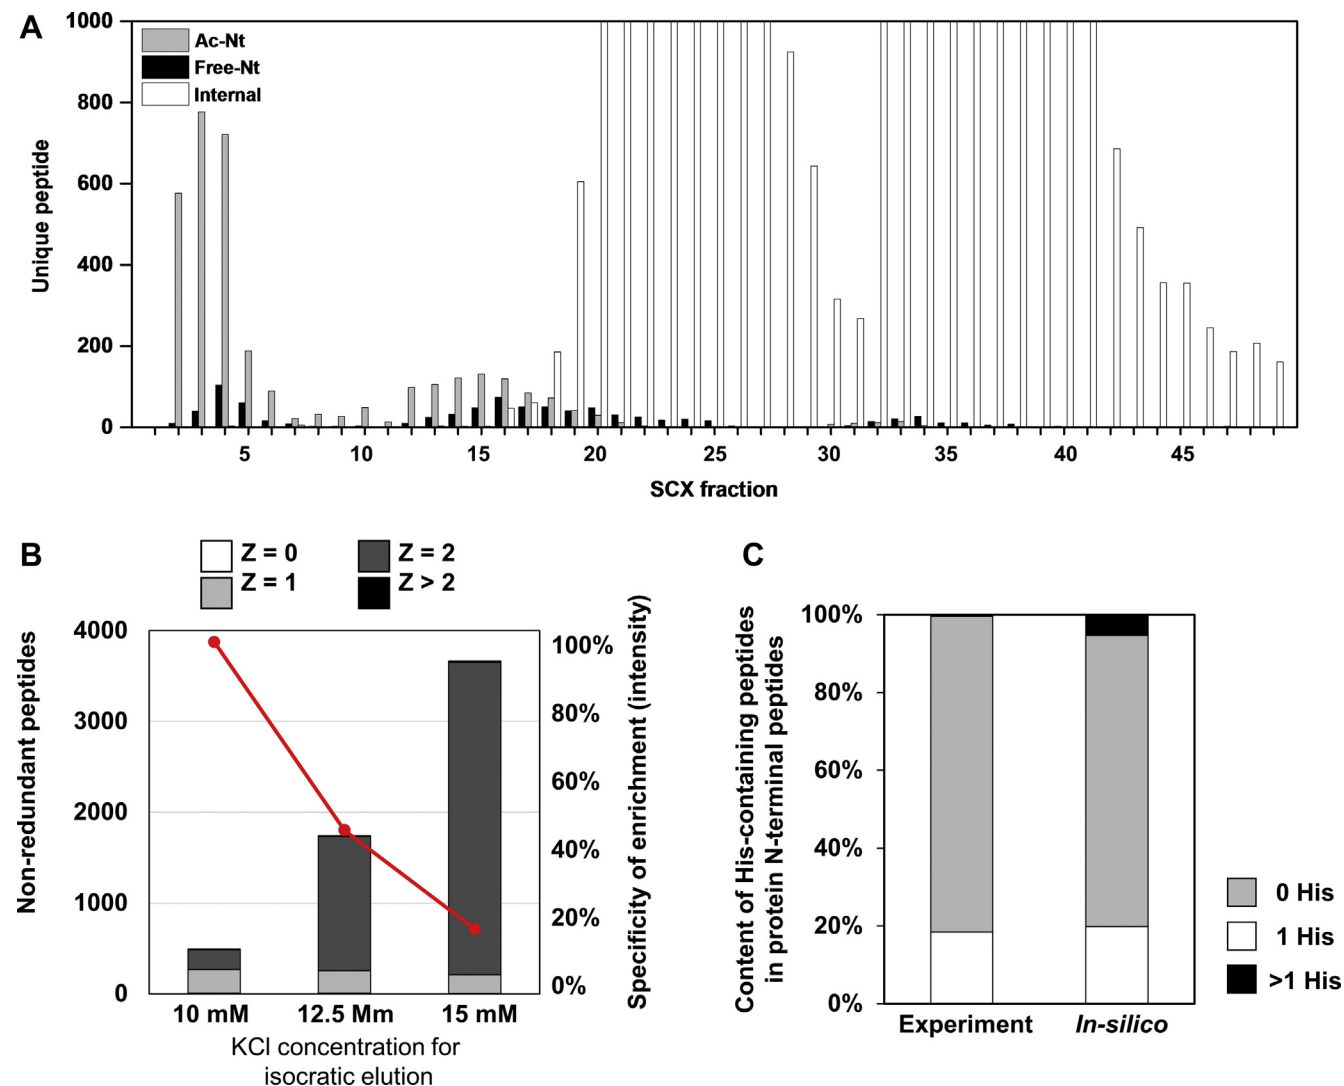 A
Ac-Nt
Free-Nt
Internal
Unique peptide
1000
800
600
400
200
0
5
10
15
20
25
30
35
40
45
SCX fraction
B
Z = 0
Z = 1
Z = 2
Z > 2
Non-redundant peptides
4000
3000
2000
1000
0
100%
80%
60%
40%
20%
0%
Specificity of enrichment (intensity)
10 mM
12.5 Mm
15 mM
KCl concentration for
isocratic elution
C
Content of His-containing peptides
in protein N-terminal peptides
100%
80%
60%
40%
20%
0%
Experiment
In-silico
0 His
1 His
>1 His